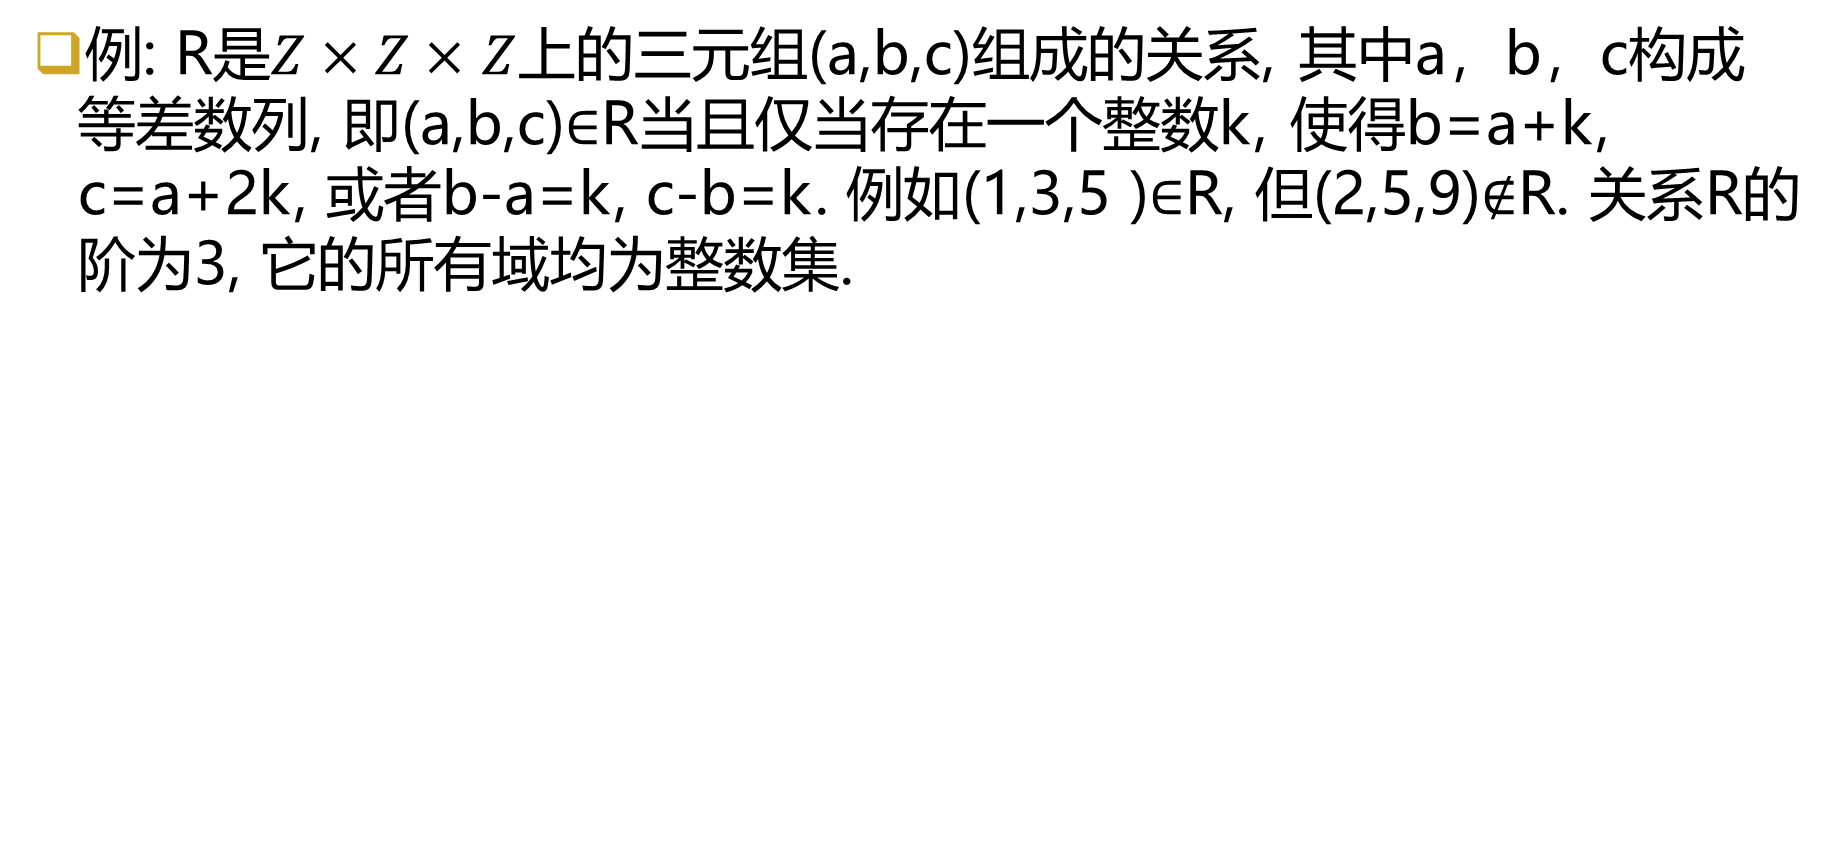 例: R是𝑍 × 𝑍 × 𝑍上的三元组(a,b,c)组成的关系, 其中a，b，c构成
等差数列, 即(a,b,c)∈R当且仅当存在一个整数k, 使得b=a+k,
c=a+2k, 或者b-a=k, c-b=k. 例如(1,3,5 )∈R, 但(2,5,9)∉R. 关系R的
阶为3, 它的所有域均为整数集.